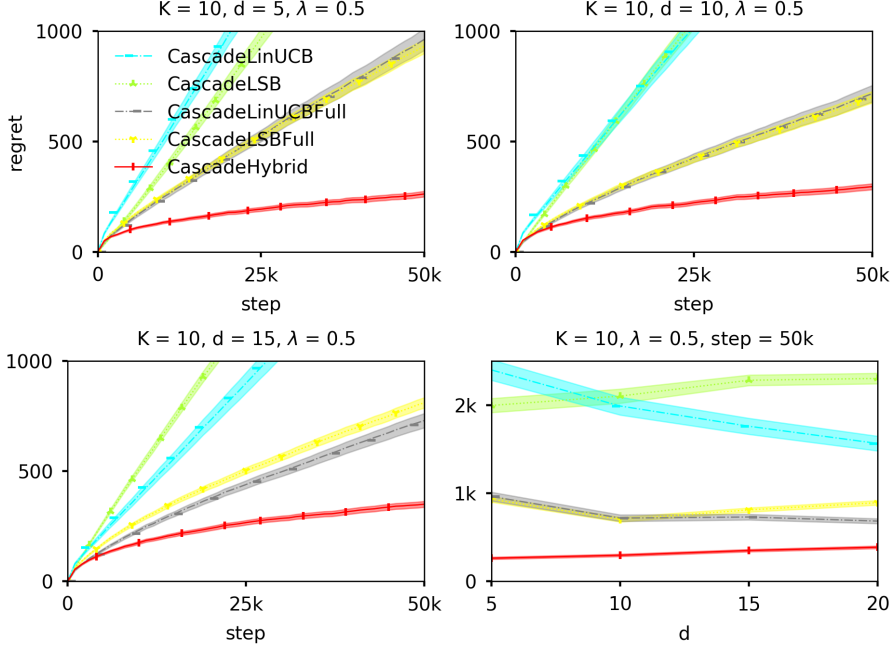 K = 10, d = 5, λ = 0.5
1000
500
0
regret
CascadeLinUCB
CascadeLSB
CascadeLinUCBFull
CascadeLSBFull
CascadeHybrid
0
25k
50k
step
K = 10, d = 10, λ = 0.5
1000
500
0
0
25k
50k
step
K = 10, d = 15, λ = 0.5
1000
500
0
0
25k
50k
step
K = 10, λ = 0.5, step = 50k
2k
1k
0
5
10
15
20
d